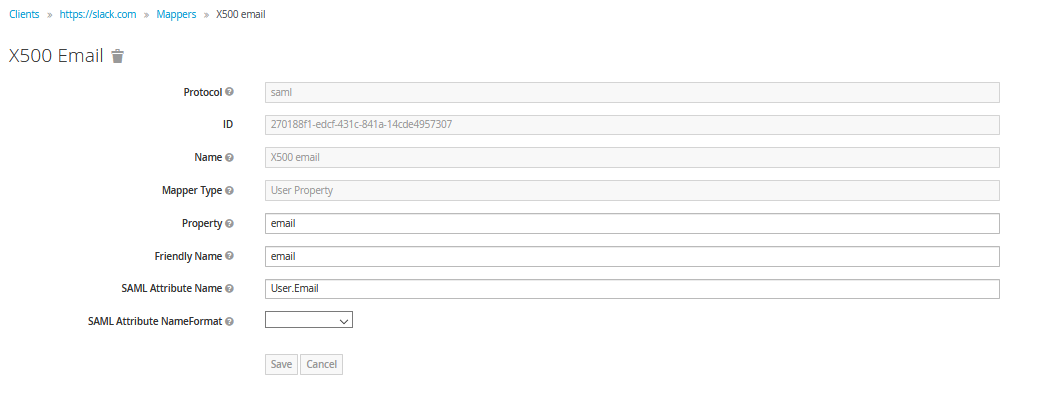 Clients » https://slack.com » Mappers » X500 email
X500 Email
Protocol saml
ID 270188f1-edcf-431c-841a-14cde4957307
Name X500 email
Mapper Type User Property
Property email
Friendly Name email
SAML Attribute Name User.Email
SAML Attribute NameFormat
Save Cancel